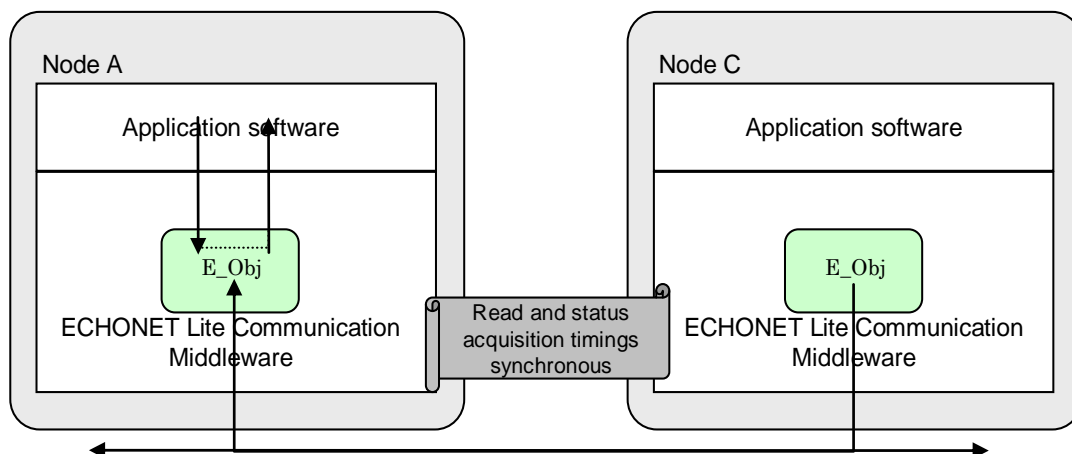 Node A
Application software
E_Obj
ECHONET Lite Communication
Middleware
Read and status
acquisition timings
synchronous
Node C
Application software
E_Obj
ECHONET Lite Communication
Middleware